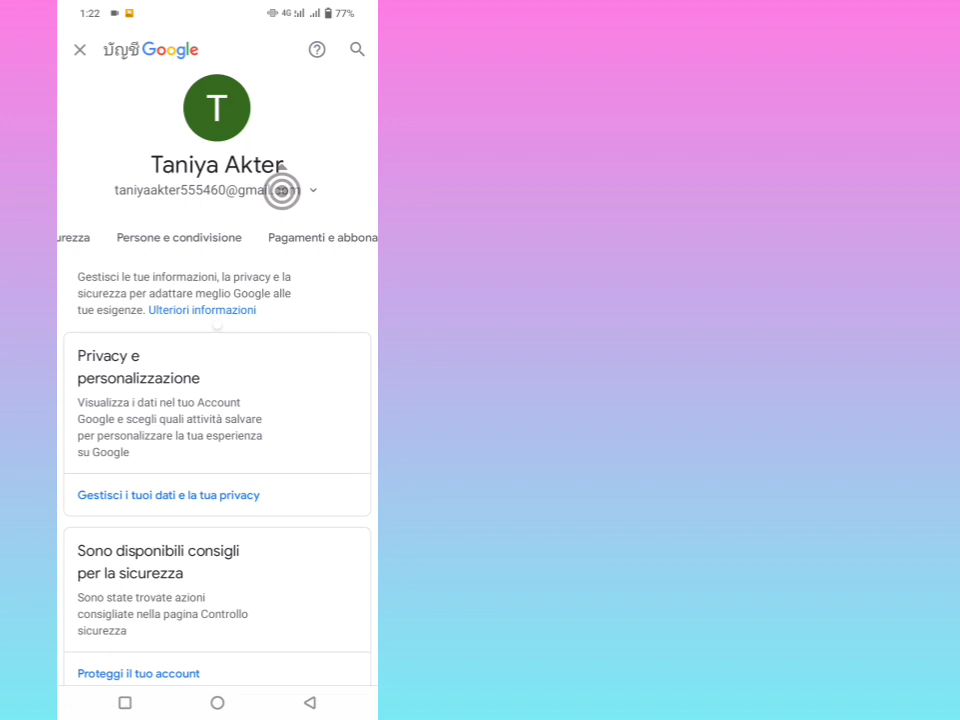 1:22 4G 77%
บัญชี Google
T
Taniya Akter
taniyaakter555460@gmail.com
urezza Persone e condivisione Pagamenti e abbona
Gestisci le tue informazioni, la privacy e la
sicurezza per adattare meglio Google alle
tue esigenze. Ulteriori informazioni
Privacy e
personalizzazione
Visualizza i dati nel tuo Account
Google e scegli quali attività salvare
per personalizzare la tua esperienza
su Google
Gestisci i tuoi dati e la tua privacy
Sono disponibili consigli
per la sicurezza
Sono state trovate azioni
consigliate nella pagina Controllo
sicurezza
Proteggi il tuo account